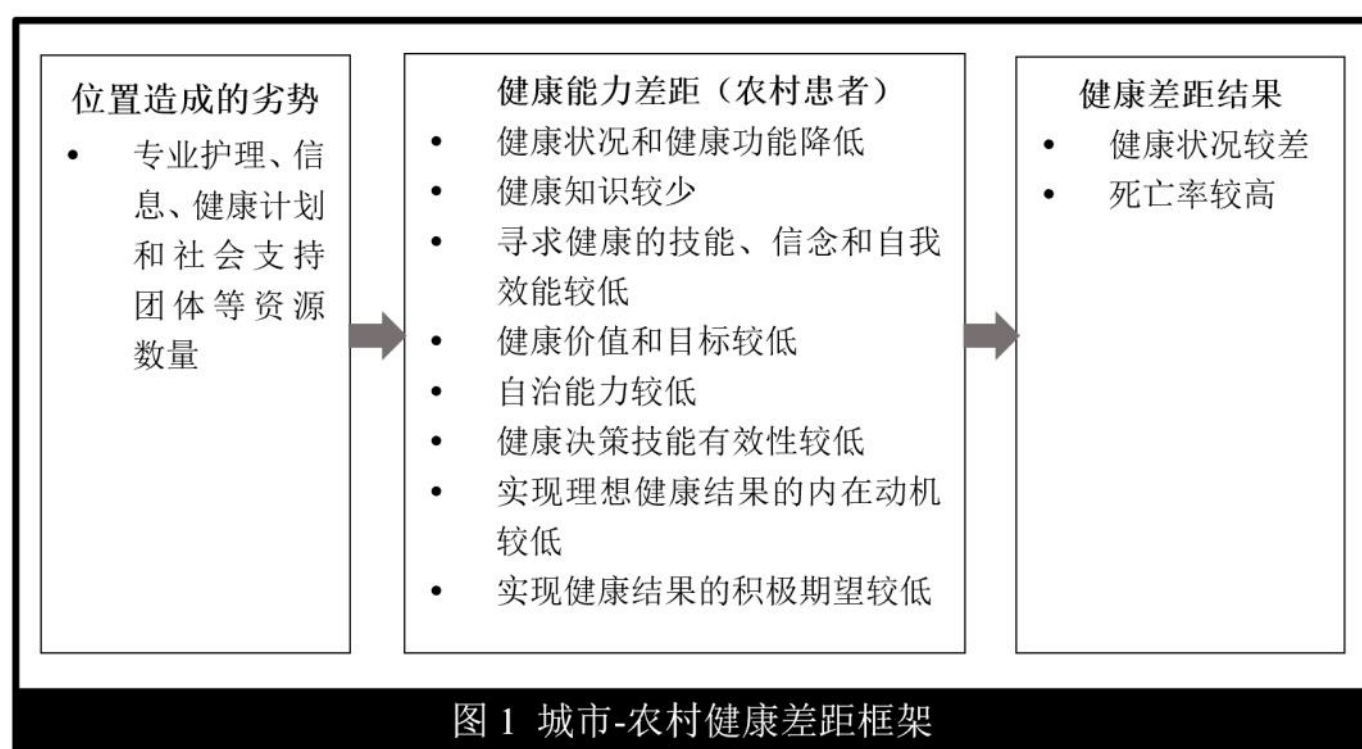 位置造成的劣势
• 专业护理、信
息、健康计划
和社会支持
团体等资源
数量
健康能力差距（农村患者）
• 健康状况和健康功能降低
• 健康知识较少
• 寻求健康的技能、信念和自我
效能较低
• 健康价值和目标较低
• 自治能力较低
• 健康决策技能有效性较低
• 实现理想健康结果的内在动机
较低
• 实现健康结果的积极期望较低
健康差距结果
• 健康状况较差
• 死亡率较高
图 1 城市-农村健康差距框架